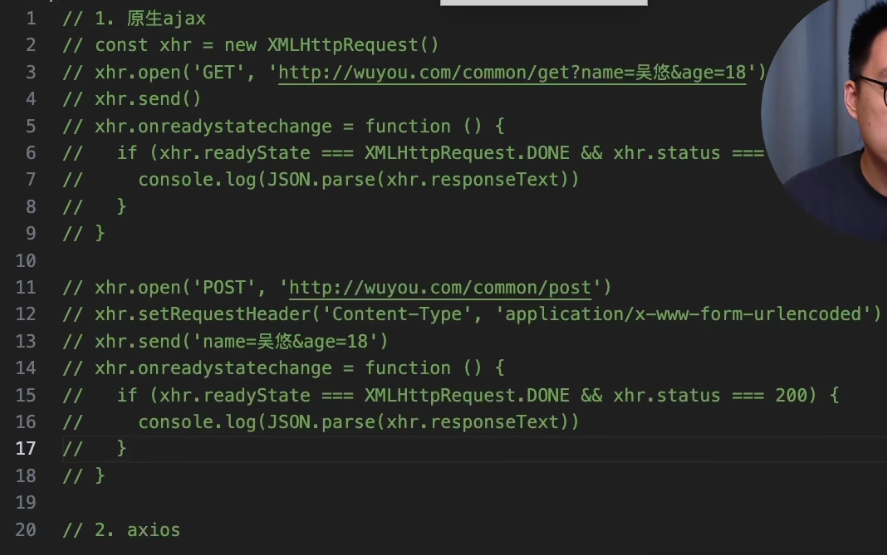 1 // 1. 原生ajax
2 // const xhr = new XMLHttpRequest()
3 // xhr.open('GET', 'http://wuyou.com/common/get?name=吴悠&age=18')
4 // xhr.send()
5 // xhr.onreadystatechange = function () {
6 //   if (xhr.readyState === XMLHttpRequest.DONE && xhr.status ===
7 //     console.log(JSON.parse(xhr.responseText))
8 //   }
9 // }
10
11 // xhr.open('POST', 'http://wuyou.com/common/post')
12 // xhr.setRequestHeader('Content-Type', 'application/x-www-form-urlencoded')
13 // xhr.send('name=吴悠&age=18')
14 // xhr.onreadystatechange = function () {
15 //   if (xhr.readyState === XMLHttpRequest.DONE && xhr.status === 200) {
16 //     console.log(JSON.parse(xhr.responseText))
17 //   }
18 // }
19
20 // 2. axios